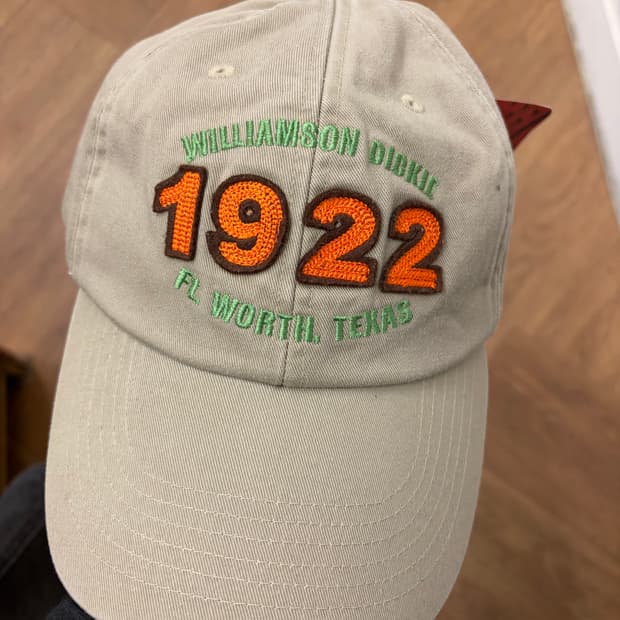 WILLIAMSON DICKIE
1922
FT. WORTH, TEXAS